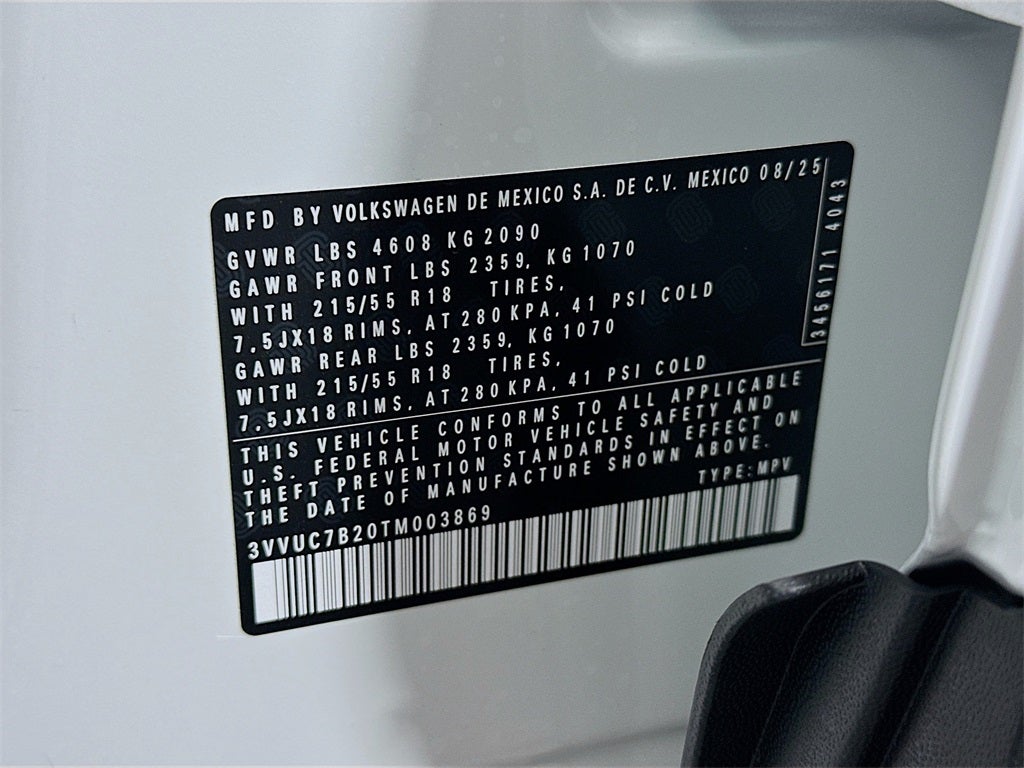 MFD BY VOLKSWAGEN DE MEXICO S.A. DE C.V. MEXICO 08/25
GVWR LBS 4608 KG 2090
GAWR FRONT LBS 2359, KG 1070
WITH 215/55 R18 TIRES,
7.5JX18 RIMS, AT 280 KPA, 41 PSI COLD
GAWR REAR LBS 2359, KG 1070
WITH 215/55 R18 TIRES,
7.5JX18 RIMS, AT 280 KPA, 41 PSI COLD
3456171 4043
THIS VEHICLE CONFORMS TO ALL APPLICABLE
U.S. FEDERAL MOTOR VEHICLE SAFETY AND
THEFT PREVENTION STANDARDS IN EFFECT ON
THE DATE OF MANUFACTURE SHOWN ABOVE.
TYPE: MPV
3VVUC7B20TM003869